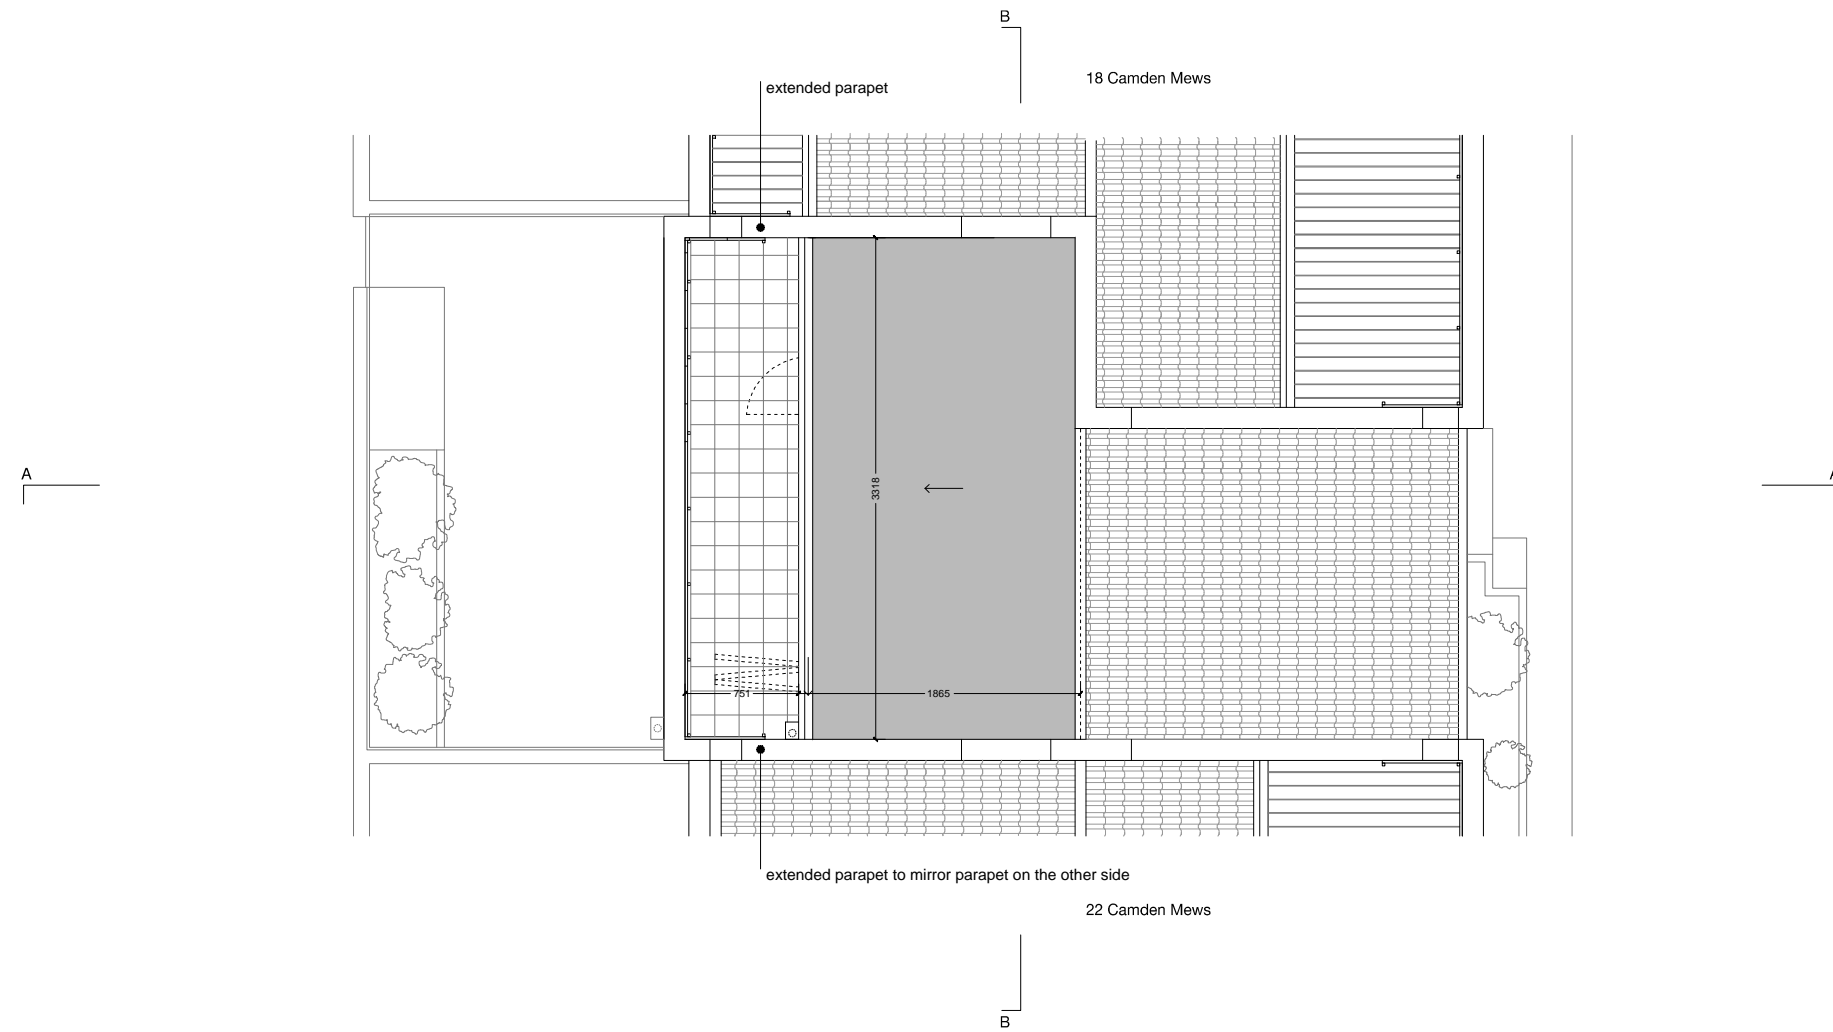 B
18 Camden Mews
extended parapet
A
A
3318
751
1865
extended parapet to mirror parapet on the other side
22 Camden Mews
B